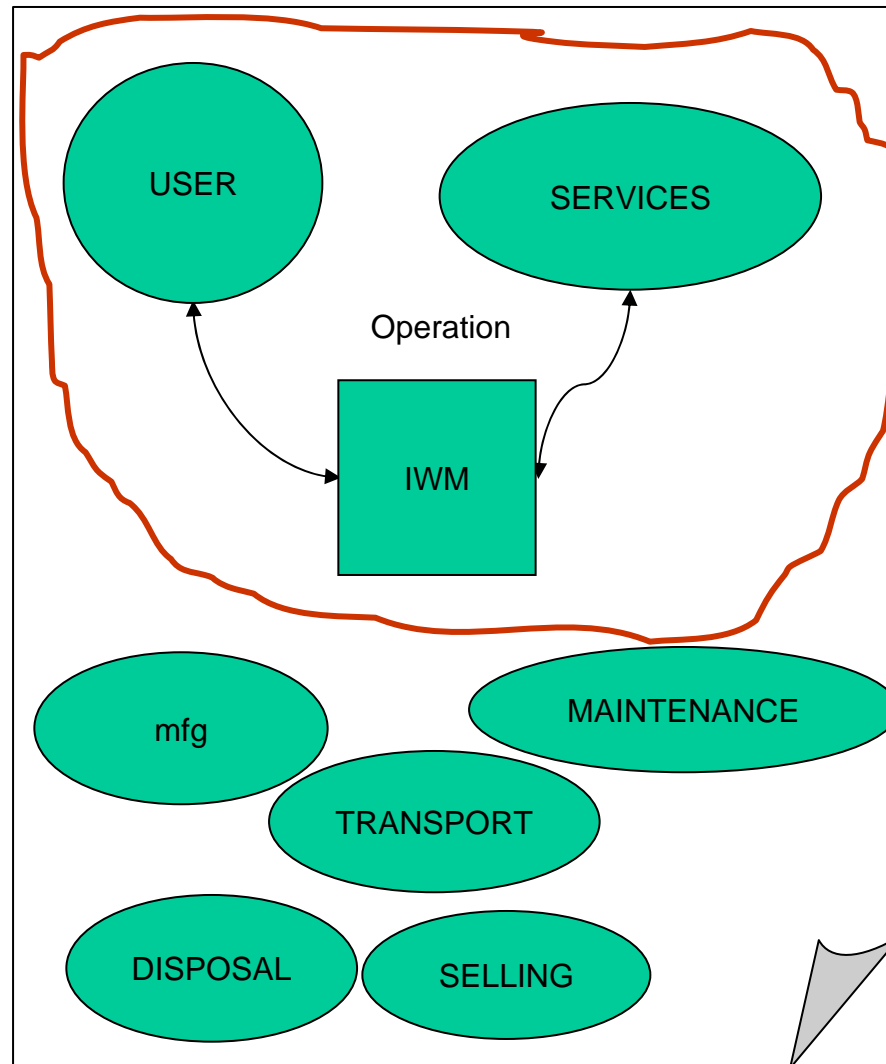 USER
SERVICES
Operation
IWM
mfg
MAINTENANCE
TRANSPORT
DISPOSAL
SELLING